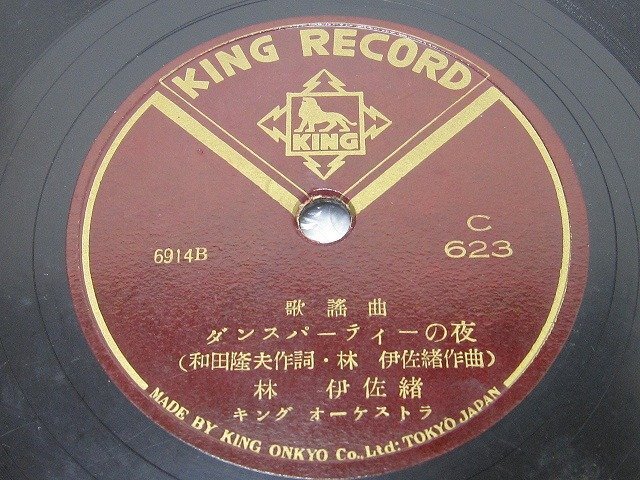 KING RECORD
KING
6914B
C
623
歌謡曲
ダンスパーティーの夜
(和田隆夫作詞・林 伊佐緒作曲)
林 伊佐緒
キング オーケストラ
MADE BY KING ONKYO Co., Ltd: TOKYO JAPAN